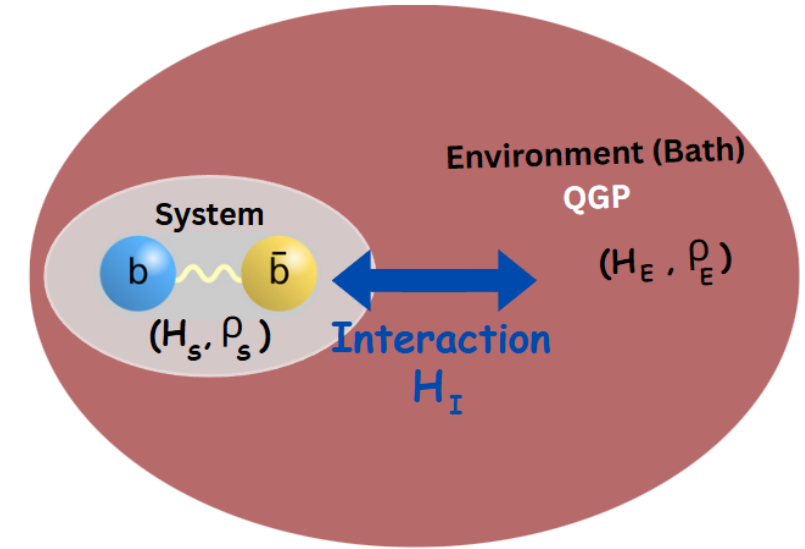 Environment (Bath)
QGP
(H_E , ρ_E)
System
b b̄
(H_s, ρ_s)
Interaction
H_I